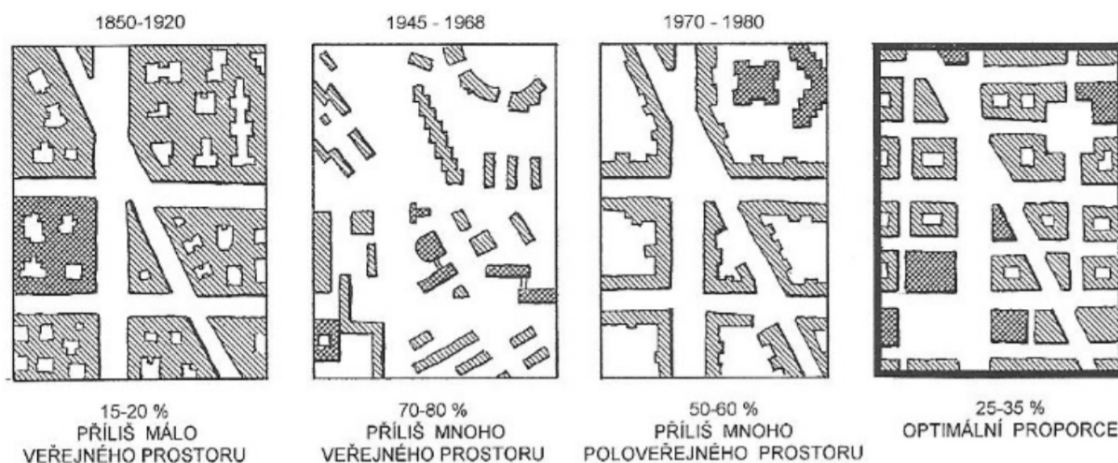 1850-1920
1945 - 1968
1970 - 1980
15-20 %
PŘÍLIŠ MÁLO
VEŘEJNÉHO PROSTORU
70-80 %
PŘÍLIŠ MNOHO
VEŘEJNÉHO PROSTORU
50-60 %
PŘÍLIŠ MNOHO
POLOVEŘEJNÉHO PROSTORU
25-35 %
OPTIMÁLNÍ PROPORCE